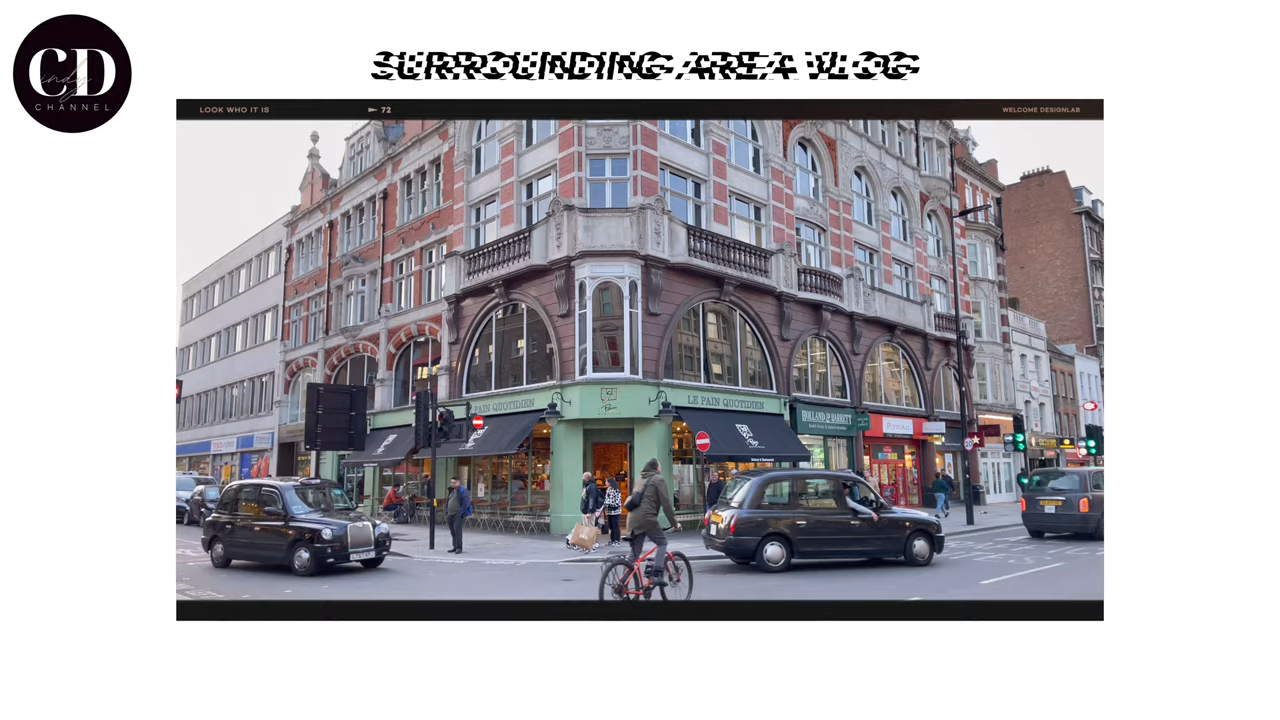 CD
indy
CHANNEL
SURROUNDING AREA VLOG
LOOK WHO IT IS
72
WELCOME DESIGNLAB
LE PAIN QUOTIDIEN
PAIN QUOTIDIEN
HOLLAND & BARRETT
Ryman